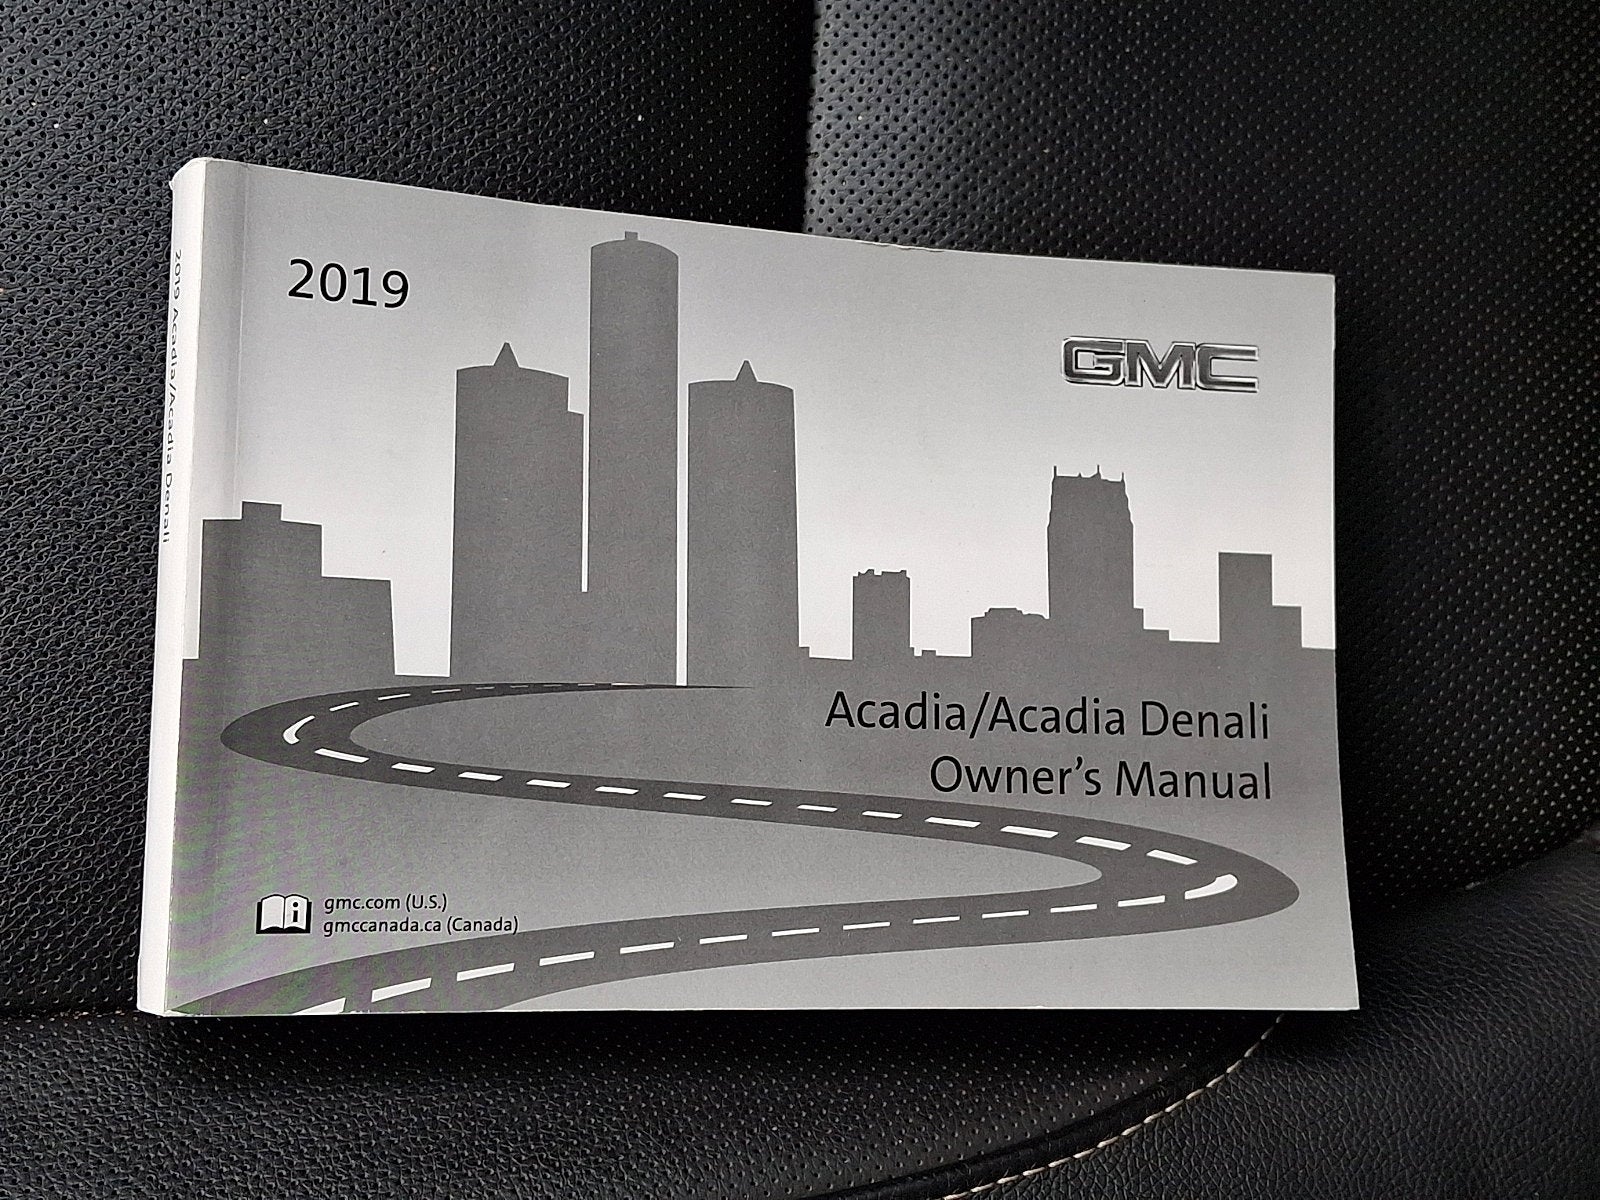 2019
GMC
Acadia/Acadia Denali
Owner's Manual
i
gmc.com (U.S.)
gmccanada.ca (Canada)
2019 Acadia/Acadia Denali